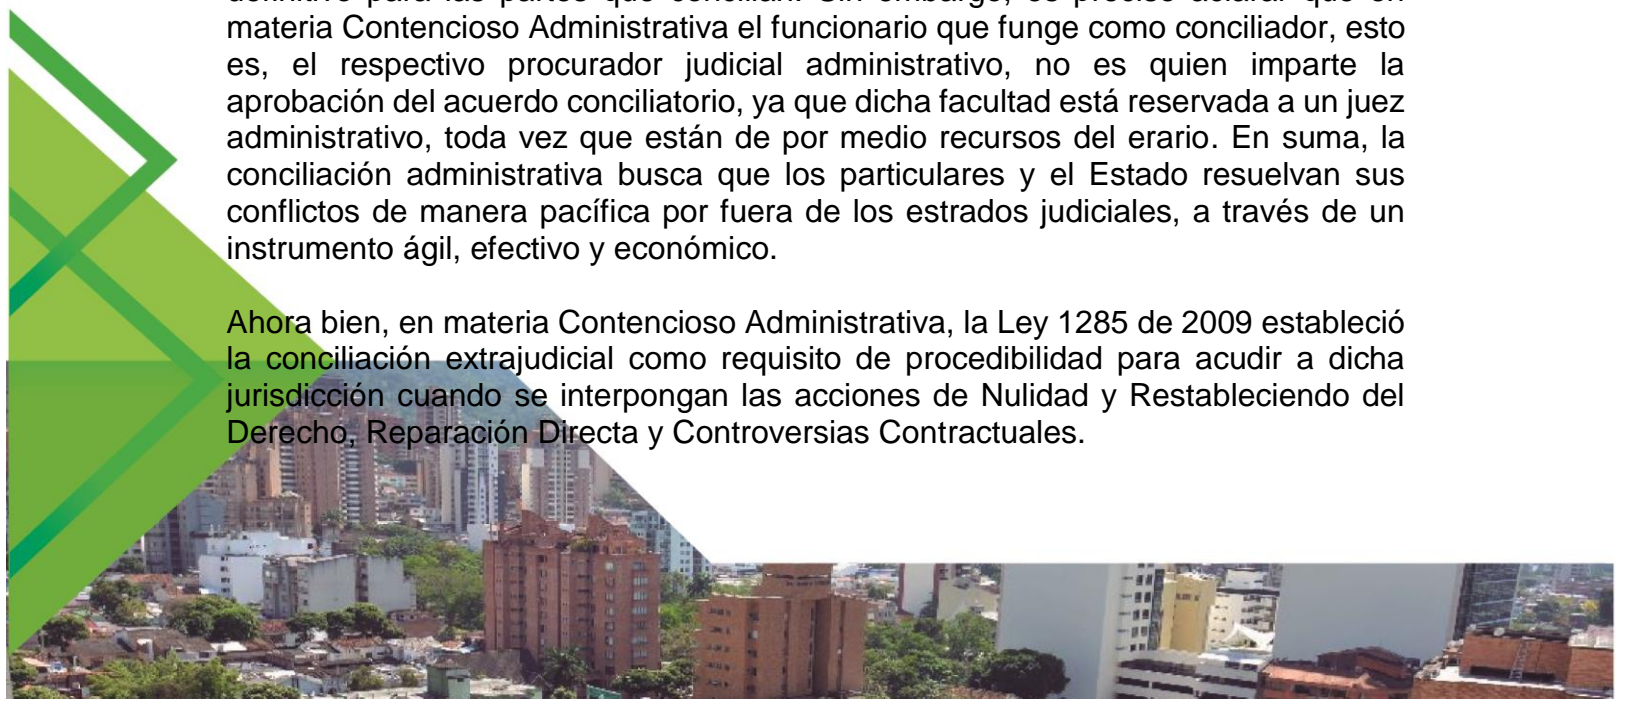 materia Contencioso Administrativa el funcionario que funge como conciliador, esto
es, el respectivo procurador judicial administrativo, no es quien imparte la
aprobación del acuerdo conciliatorio, ya que dicha facultad está reservada a un juez
administrativo, toda vez que están de por medio recursos del erario. En suma, la
conciliación administrativa busca que los particulares y el Estado resuelvan sus
conflictos de manera pacífica por fuera de los estrados judiciales, a través de un
instrumento ágil, efectivo y económico.
Ahora bien, en materia Contencioso Administrativa, la Ley 1285 de 2009 estableció
la conciliación extrajudicial como requisito de procedibilidad para acudir a dicha
jurisdicción cuando se interpongan las acciones de Nulidad y Restableciendo del
Derecho, Reparación Directa y Controversias Contractuales.